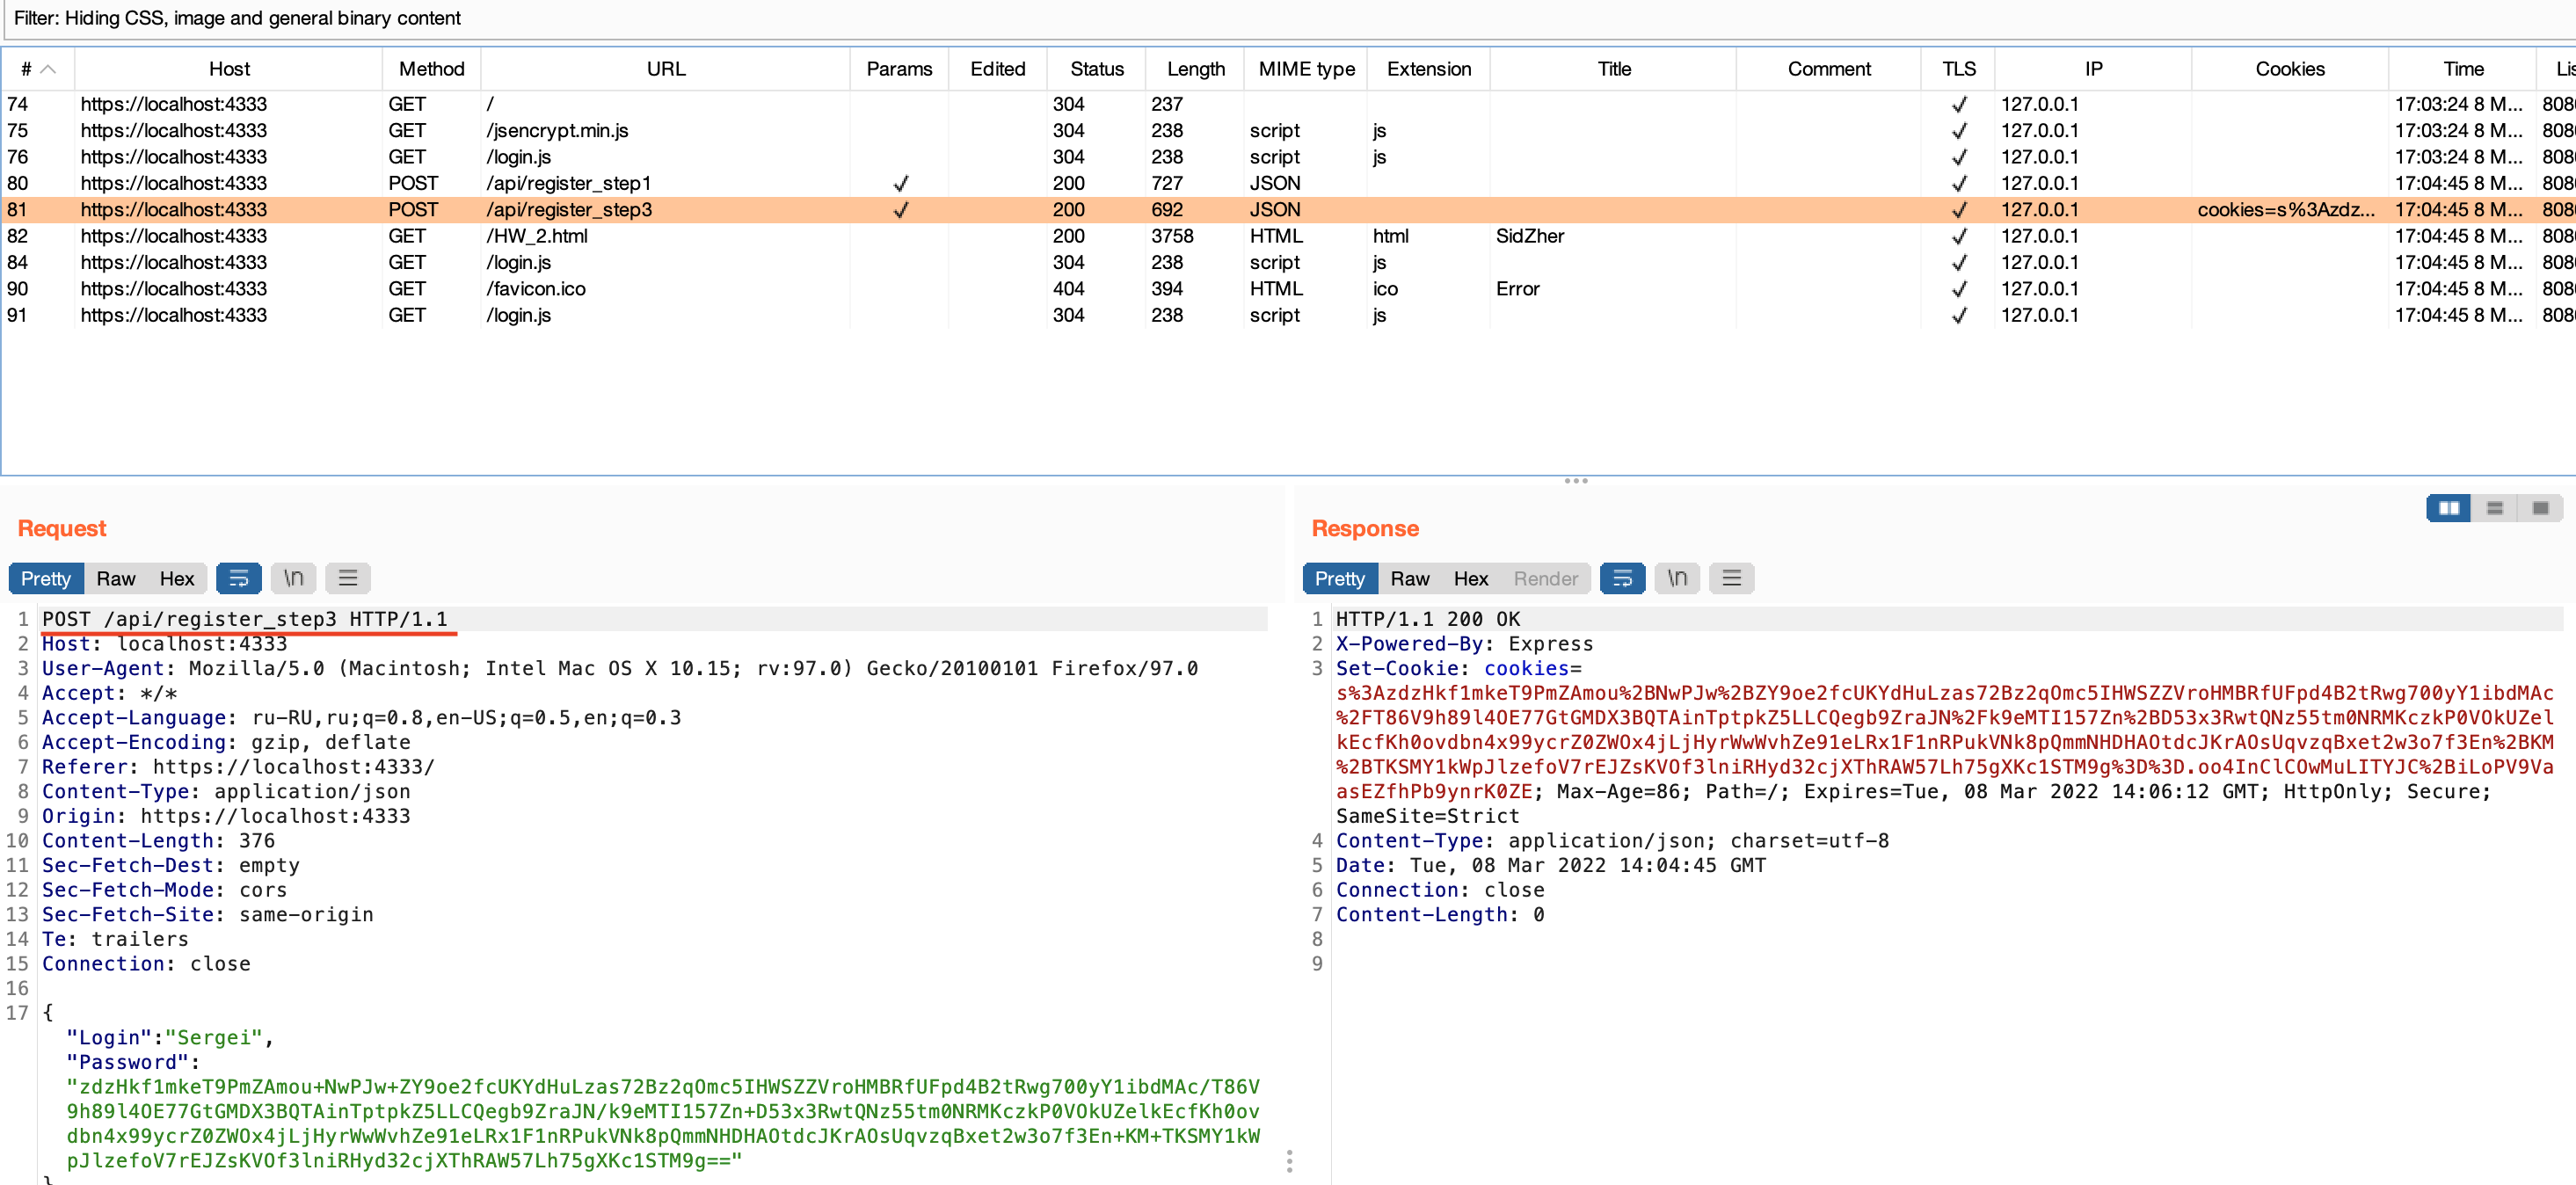 Filter: Hiding CSS, image and general binary content
# Host Method URL Params Edited Status Length MIME type Extension Title Comment TLS IP Cookies Time Lis
74 https://localhost:4333 GET / 304 237 ✓ 127.0.0.1 17:03:24 8 M... 808
75 https://localhost:4333 GET /jsencrypt.min.js 304 238 script js ✓ 127.0.0.1 17:03:24 8 M... 808
76 https://localhost:4333 GET /login.js 304 238 script js ✓ 127.0.0.1 17:03:24 8 M... 808
80 https://localhost:4333 POST /api/register_step1 ✓ 200 727 JSON ✓ 127.0.0.1 17:04:45 8 M... 808
81 https://localhost:4333 POST /api/register_step3 ✓ 200 692 JSON ✓ 127.0.0.1 cookies=s%3Azdz... 17:04:45 8 M... 808
82 https://localhost:4333 GET /HW_2.html 200 3758 HTML html SidZher ✓ 127.0.0.1 17:04:45 8 M... 808
84 https://localhost:4333 GET /login.js 304 238 script js ✓ 127.0.0.1 17:04:45 8 M... 808
90 https://localhost:4333 GET /favicon.ico 404 394 HTML ico Error ✓ 127.0.0.1 17:04:45 8 M... 808
91 https://localhost:4333 GET /login.js 304 238 script js ✓ 127.0.0.1 17:04:45 8 M... 808
Request
Pretty Raw Hex \n
1 POST /api/register_step3 HTTP/1.1
2 Host: localhost:4333
3 User-Agent: Mozilla/5.0 (Macintosh; Intel Mac OS X 10.15; rv:97.0) Gecko/20100101 Firefox/97.0
4 Accept: */*
5 Accept-Language: ru-RU,ru;q=0.8,en-US;q=0.5,en;q=0.3
6 Accept-Encoding: gzip, deflate
7 Referer: https://localhost:4333/
8 Content-Type: application/json
9 Origin: https://localhost:4333
10 Content-Length: 376
11 Sec-Fetch-Dest: empty
12 Sec-Fetch-Mode: cors
13 Sec-Fetch-Site: same-origin
14 Te: trailers
15 Connection: close
16
17 {
"Login":"Sergei",
"Password":
"zdzHkf1mkeT9PmZAmou+NwPJw+ZY9oe2fcUKYdHuLzas72Bz2qOmc5IHWSZZVroHMBRfUFpd4B2tRwg700yY1ibdMAc/T86V
9h89l4OE77GtGMDX3BQTAinTptpkZ5LLCQegb9ZraJN/k9eMTI157Zn+D53x3RwtQNz55tm0NRMKczkP0VOkUZelkEcfKh0ov
dbn4x99ycrZ0ZWOx4jLjHyrWwWvhZe91eLRx1F1nRPukVNk8pQmmNHDHAOtdcJKrAOsUqvzqBxet2w3o7f3En+KM+TKSMY1kW
pJlzefoV7rEJZsKVOf3lniRHyd32cjXThRAW57Lh75gXKc1STM9g=="
}
Response
Pretty Raw Hex Render \n
1 HTTP/1.1 200 OK
2 X-Powered-By: Express
3 Set-Cookie: cookies=
s%3AzdzHkf1mkeT9PmZAmou%2BNwPJw%2BZY9oe2fcUKYdHuLzas72Bz2qOmc5IHWSZZVroHMBRfUFpd4B2tRwg700yY1ibdMAc
%2FT86V9h89l4OE77GtGMDX3BQTAinTptpkZ5LLCQegb9ZraJN%2Fk9eMTI157Zn%2BD53x3RwtQNz55tm0NRMKczkP0VOkUZel
kEcfKh0ovdbn4x99ycrZ0ZWOx4jLjHyrWwWvhZe91eLRx1F1nRPukVNk8pQmmNHDHAOtdcJKrAOsUqvzqBxet2w3o7f3En%2BKM
%2BTKSMY1kWpJlzefoV7rEJZsKVOf3lniRHyd32cjXThRAW57Lh75gXKc1STM9g%3D%3D.oo4InClCOwMuLITYJC%2BiLoPV9Va
asEZfhPb9ynrK0ZE; Max-Age=86; Path=/; Expires=Tue, 08 Mar 2022 14:06:12 GMT; HttpOnly; Secure;
SameSite=Strict
4 Content-Type: application/json; charset=utf-8
5 Date: Tue, 08 Mar 2022 14:04:45 GMT
6 Connection: close
7 Content-Length: 0
8
9